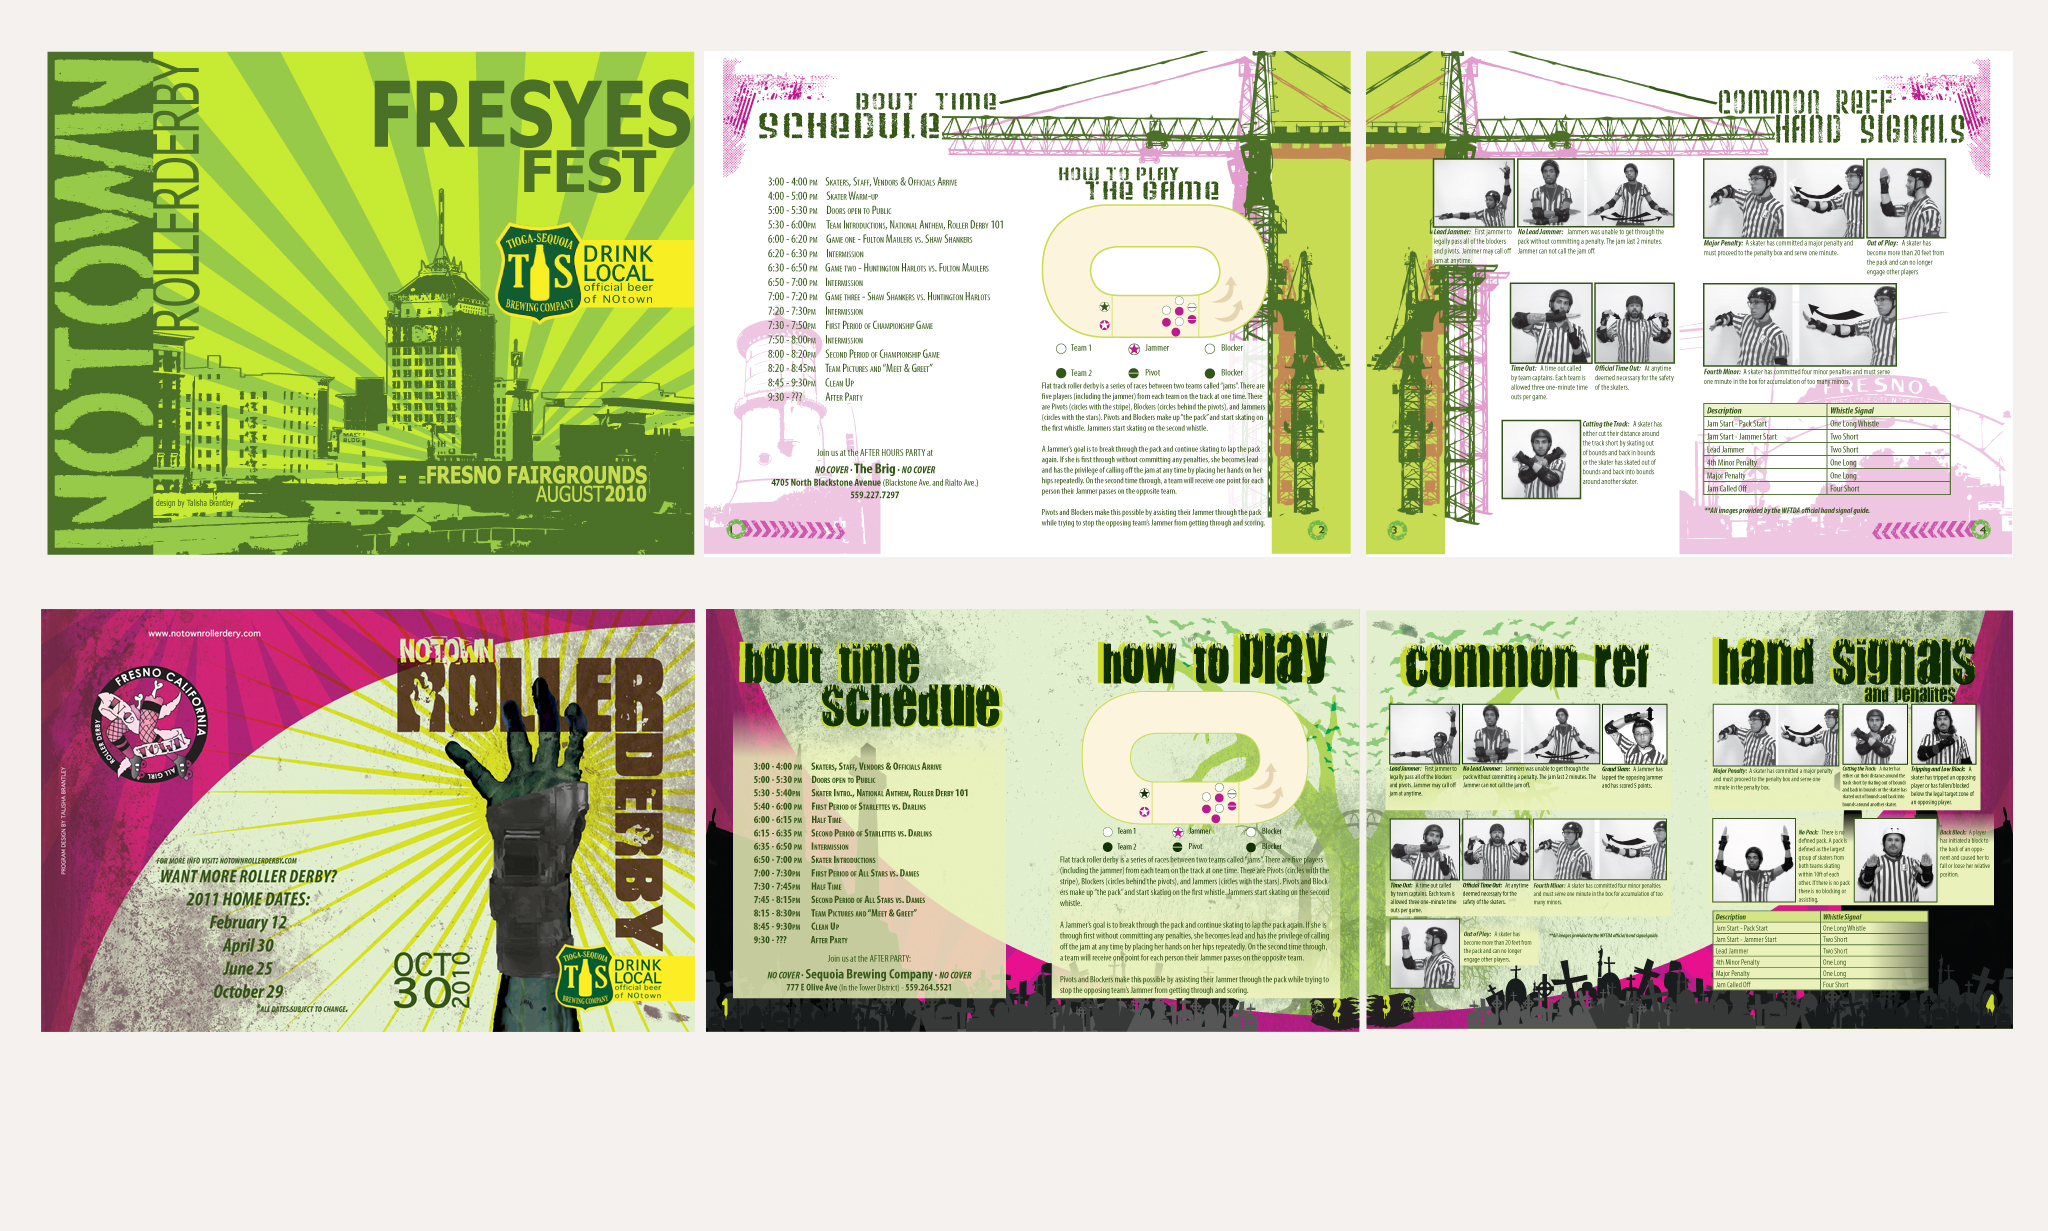 NOTOWN
ROLLERDERBY
FRESYES
FEST
TIOGA-SEQUOIA
TS
BREWING COMPANY
DRINK
LOCAL
official beer
of NOtown
FRESNO FAIRGROUNDS
AUGUST 2010
design by Talisha Brantley
BOUT TIME
SCHEDULE
3:00 - 4:00 PM Skaters, Staff, Vendors & Officials Arrive
4:00 - 5:00 PM Skater Warm-up
5:00 - 5:30 PM Doors open to Public
5:30 - 6:00PM Team Introductions, National Anthem, Roller Derby 101
6:00 - 6:20 PM Game one - Fulton Maulers vs. Shaw Shankers
6:20 - 6:30 PM Intermission
6:30 - 6:50 PM Game two - Huntington Harlots vs. Fulton Maulers
6:50 - 7:00 PM Intermission
7:00 - 7:20 PM Game three - Shaw Shankers vs. Huntington Harlots
7:20 - 7:30PM Intermission
7:30 - 7:50PM First Period of Championship Game
7:50 - 8:00PM Intermission
8:00 - 8:20PM Second Period of Championship Game
8:20 - 8:45PM Team Pictures and "Meet & Greet"
8:45 - 9:30PM Clean Up
9:30 - ??? After Party
Join us at the AFTER HOURS PARTY at
NO COVER · The Brig · NO COVER
4705 North Blackstone Avenue (Blackstone Ave. and Rialto Ave.)
559.227.7297
HOW TO PLAY
THE GAME
Team 1 Jammer Blocker
Team 2 Pivot Blocker
Flat track roller derby is a series of races between two teams called "jams". There are
five players (including the jammer) from each team on the track at one time. There
are Pivots (circles with the stripe), Blockers (circles behind the pivots), and Jammers
(circles with the stars). Pivots and Blockers make up "the pack" and start skating on
the first whistle. Jammers start skating on the second whistle.
A Jammer's goal is to break through the pack and continue skating to lap the pack
again. If she is first through without committing any penalties, she becomes lead
and has the privilege of calling off the jam at any time by placing her hands on her
hips repeatedly. On the second time through, a team will receive one point for each
person their Jammer passes on the opposite team.
Pivots and Blockers make this possible by assisting their Jammer through the pack
while trying to stop the opposing team's Jammer from getting through and scoring.
2
COMMON REFF
HAND SIGNALS
Lead Jammer: First jammer to
legally pass all of the blockers
and pivots. Jammer may call off
jam at anytime.
No Lead Jammer: Jammers was unable to get through the
pack without committing a penalty. The jam last 2 minutes.
Jammer can not call the jam off.
Major Penalty: A skater has committed a major penalty and
must proceed to the penalty box and serve one minute.
Out of Play: A skater has
become more than 20 feet from
the pack and can no longer
engage other players
Time Out: A time out called
by team captains. Each team is
allowed three one-minute time
outs per game.
Official Time Out: At anytime
deemed necessary for the safety
of the skaters.
Fourth Minor: A skater has committed four minor penalties and must serve
one minute in the box for accumulation of too many minors.
Cutting the Track: A skater has
either cut their distance around
the track short by skating out
of bounds and back in bounds
or the skater has skated out of
bounds and back into bounds
around another skater.
FRESNO
Description Whistle Signal
Jam Start - Pack Start One Long Whistle
Jam Start - Jammer Start Two Short
Lead Jammer Two Short
4th Minor Penalty One Long
Major Penalty One Long
Jam Called Off Four Short
**All images provided by the WFTDA official hand signal guide.
3
4
www.notownrollerdery.com
FRESNO CALIFORNIA
ROLLER DERBY
ALL GIRL
PROGRAM DESIGN BY TALISHA BRANTLEY
NOTOWN
ROLLER
DERBY
FOR MORE INFO VISIT: NOTOWNROLLERDERBY.COM
WANT MORE ROLLER DERBY?
2011 HOME DATES:
February 12
April 30
June 25
October 29
*ALL DATES SUBJECT TO CHANGE.
OCT
30
2010
TIOGA-SEQUOIA
TS
BREWING COMPANY
DRINK
LOCAL
official beer
of NOtown
bout time
schedule
3:00 - 4:00 PM Skaters, Staff, Vendors & Officials Arrive
5:00 - 5:30 PM Doors open to Public
5:30 - 5:40PM Skater Intro., National Anthem, Roller Derby 101
5:40 - 6:00 PM First Period of Starlettes vs. Darlins
6:00 - 6:15 PM Half Time
6:15 - 6:35 PM Second Period of Starlettes vs. Darlins
6:35 - 6:50 PM Intermission
6:50 - 7:00 PM Skater Introductions
7:00 - 7:30PM First Period of All Stars vs. Dames
7:30 - 7:45PM Half Time
7:45 - 8:15PM Second Period of All Stars vs. Dames
8:15 - 8:30PM Team Pictures and "Meet & Greet"
8:45 - 9:30PM Clean Up
9:30 - ??? After Party
Join us at the AFTER PARTY:
NO COVER · Sequoia Brewing Company · NO COVER
777 E Olive Ave (In the Tower District) - 559.264.5521
1
how to play
Team 1 Jammer Blocker
Team 2 Pivot Blocker
Flat track roller derby is a series of races between two teams called "jams". There are five players
(including the jammer) from each team on the track at one time. There are Pivots (circles with the
stripe), Blockers (circles behind the pivots), and Jammers (circles with the stars). Pivots and Block-
ers make up "the pack" and start skating on the first whistle. Jammers start skating on the second
whistle.
A Jammer's goal is to break through the pack and continue skating to lap the pack again. If she is
through first without committing any penalties, she becomes lead and has the privilege of calling
off the jam at any time by placing her hands on her hips repeatedly. On the second time through,
a team will receive one point for each person their Jammer passes on the opposite team.
Pivots and Blockers make this possible by assisting their Jammer through the pack while trying to
stop the opposing team's Jammer from getting through and scoring.
2
common ref
hand signals
and penalties
Lead Jammer: First jammer to
legally pass all of the blockers
and pivots. Jammer may call off
jam at anytime.
No Lead Jammer: Jammers was unable to get through the
pack without committing a penalty. The jam last 2 minutes. The
Jammer can not call the jam off.
Grand Slam: A Jammer has
lapped the opposing jammer
and has scored 5 points.
Major Penalty: A skater has committed a major penalty
and must proceed to the penalty box and serve one minute
in the penalty box.
Cutting the Track: A skater has
either cut their distance around the
track short by skating out of bounds
and back in bounds or the skater has
skated out of bounds and back into
bounds around another skater.
Tripping and Low Block: A
skater has tripped an opposing
player or has fallen/blocked
below the legal target zone of
an opposing player.
Time Out: A time out called
by team captains. Each team is
allowed three one-minute time
outs per game.
Official Time Out: At anytime
deemed necessary for the
safety of the skaters.
Fourth Minor: A skater has committed four minor penalties
and must serve one minute in the box for accumulation of too
many minors.
No Pack: There is no
defined pack. A pack is
defined as the largest
group of skaters from
both teams skating
within 10ft of each
other. If there is no pack
there is no blocking or
assisting.
Back Block: A player
has initiated a block to
the back of an oppo-
nent and caused her to
fall or loose her relative
position.
Out of Play: A skater has
become more than 20 feet from
the pack and can no longer
engage other players.
**All images provided by the WFTDA official hand signal guide.
Description Whistle Signal
Jam Start - Pack Start One Long Whistle
Jam Start - Jammer Start Two Short
Lead Jammer Two Short
4th Minor Penalty One Long
Major Penalty One Long
Jam Called Off Four Short
4